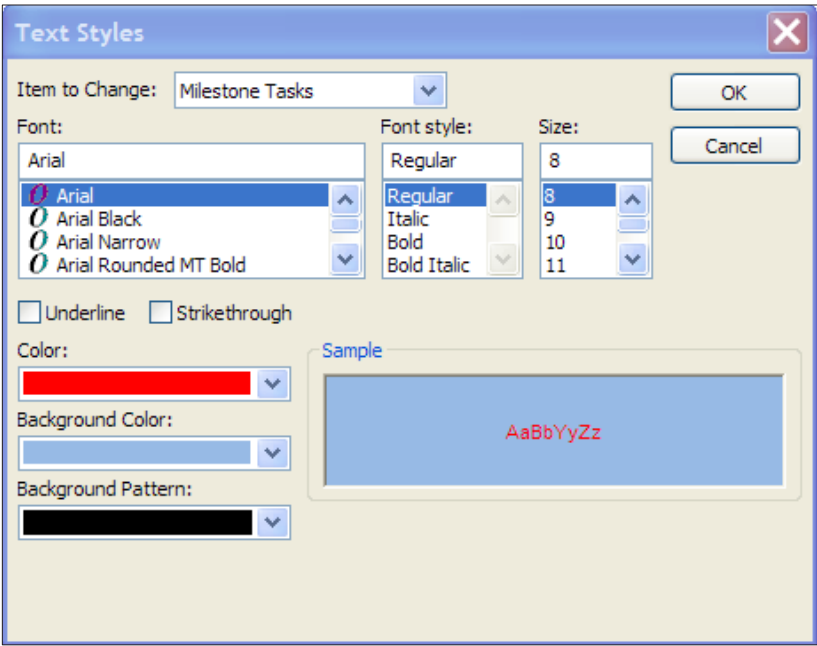 Text Styles
Item to Change: Milestone Tasks
OK
Font: Font style: Size:
Cancel
Arial Regular 8
Arial Regular 8
Arial Black Italic 9
Arial Narrow Bold 10
Arial Rounded MT Bold Bold Italic 11
Underline Strikethrough
Color: Sample
AaBbYyZz
Background Color:
Background Pattern: